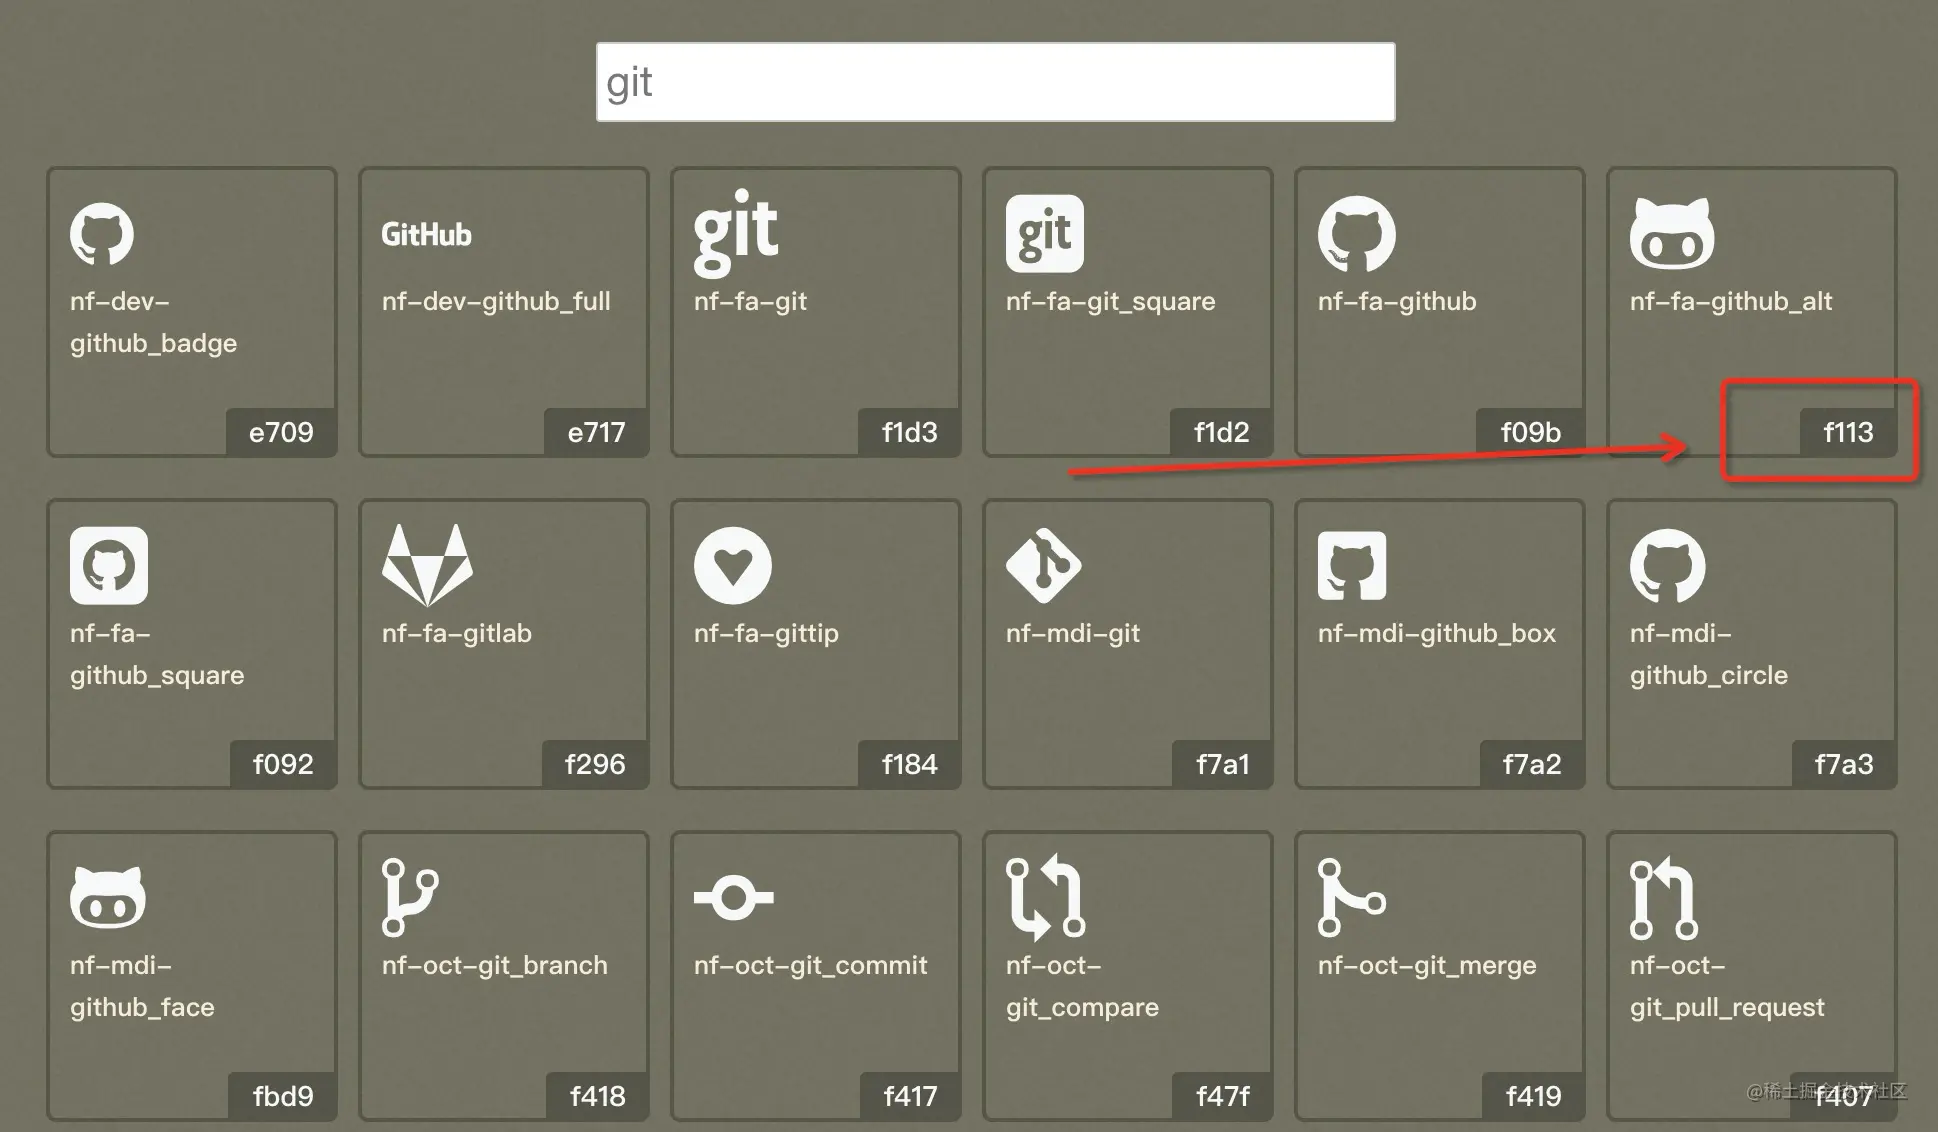 git
GitHub
git
git
nf-dev-
github_badge
nf-dev-github_full
nf-fa-git
nf-fa-git_square
nf-fa-github
nf-fa-github_alt
e709
e717
f1d3
f1d2
f09b
f113
nf-fa-
github_square
nf-fa-gitlab
nf-fa-gittip
nf-mdi-git
nf-mdi-github_box
nf-mdi-
github_circle
f092
f296
f184
f7a1
f7a2
f7a3
nf-mdi-
github_face
nf-oct-git_branch
nf-oct-git_commit
nf-oct-
git_compare
nf-oct-git_merge
nf-oct-
git_pull_request
fbd9
f418
f417
f47f
f419
f407
@稀土掘金技术社区